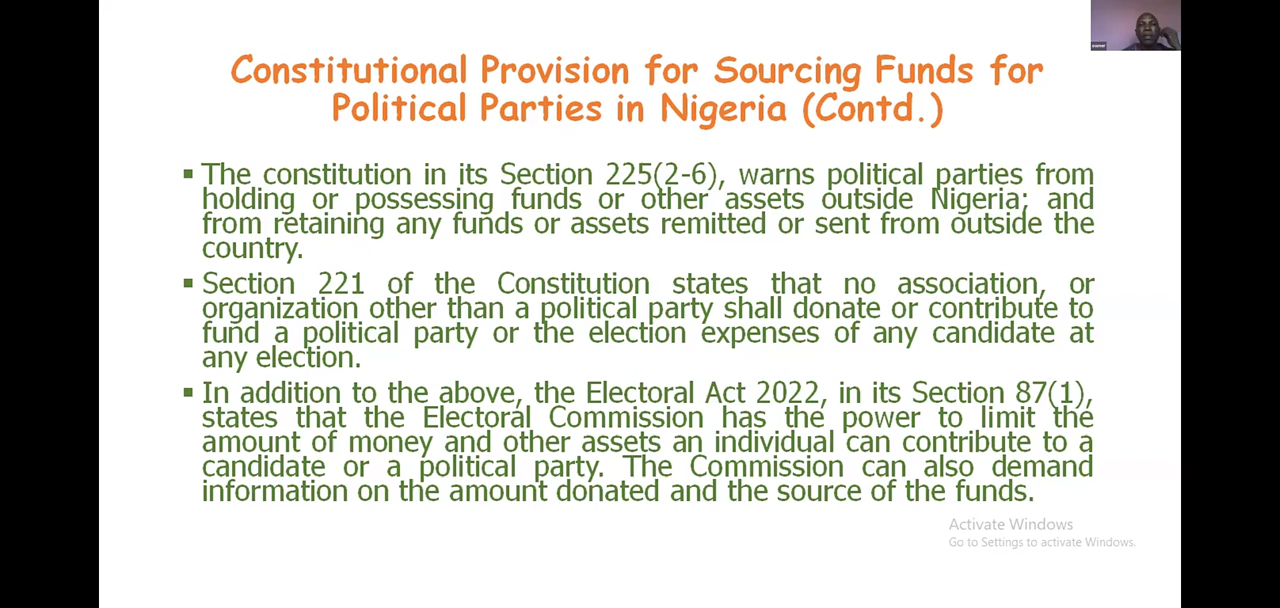 Constitutional Provision for Sourcing Funds for
Political Parties in Nigeria (Contd.)
▪ The constitution in its Section 225(2-6), warns political parties from
holding or possessing funds or other assets outside Nigeria; and
from retaining any funds or assets remitted or sent from outside the
country.
▪ Section 221 of the Constitution states that no association, or
organization other than a political party shall donate or contribute to
fund a political party or the election expenses of any candidate at
any election.
▪ In addition to the above, the Electoral Act 2022, in its Section 87(1),
states that the Electoral Commission has the power to limit the
amount of money and other assets an individual can contribute to a
candidate or a political party. The Commission can also demand
information on the amount donated and the source of the funds.
Activate Windows
Go to Settings to activate Windows.